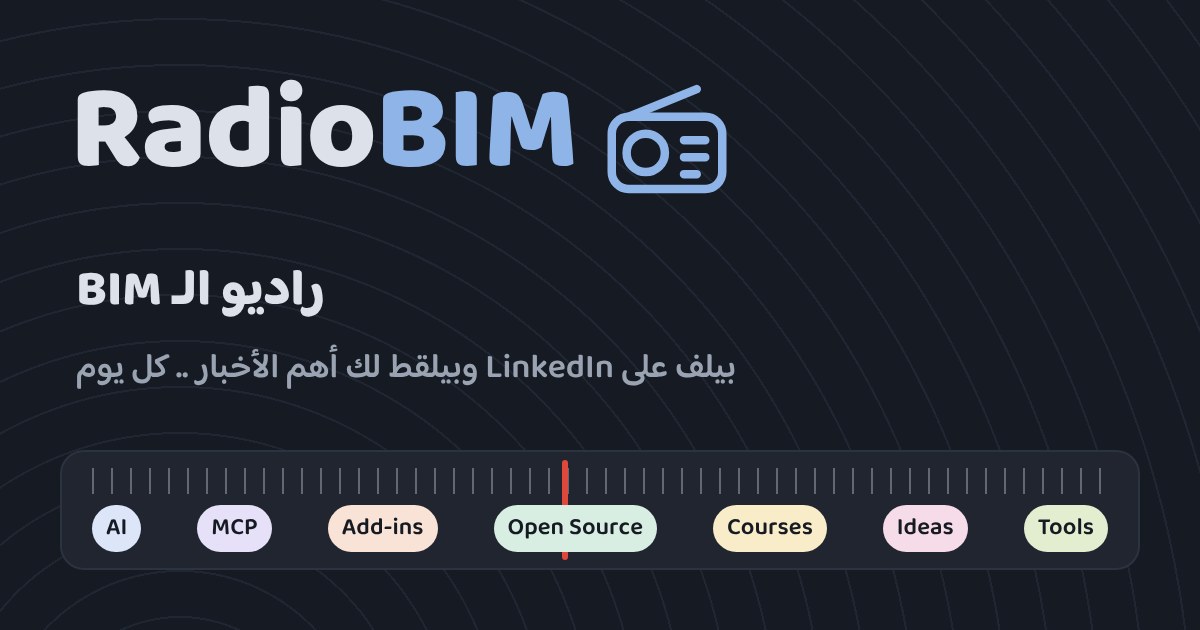 RadioBIM
راديو الـ BIM
بيلف على LinkedIn وبيلقط لك أهم الأخبار .. كل يوم
AI MCP Add-ins Open Source Courses Ideas Tools